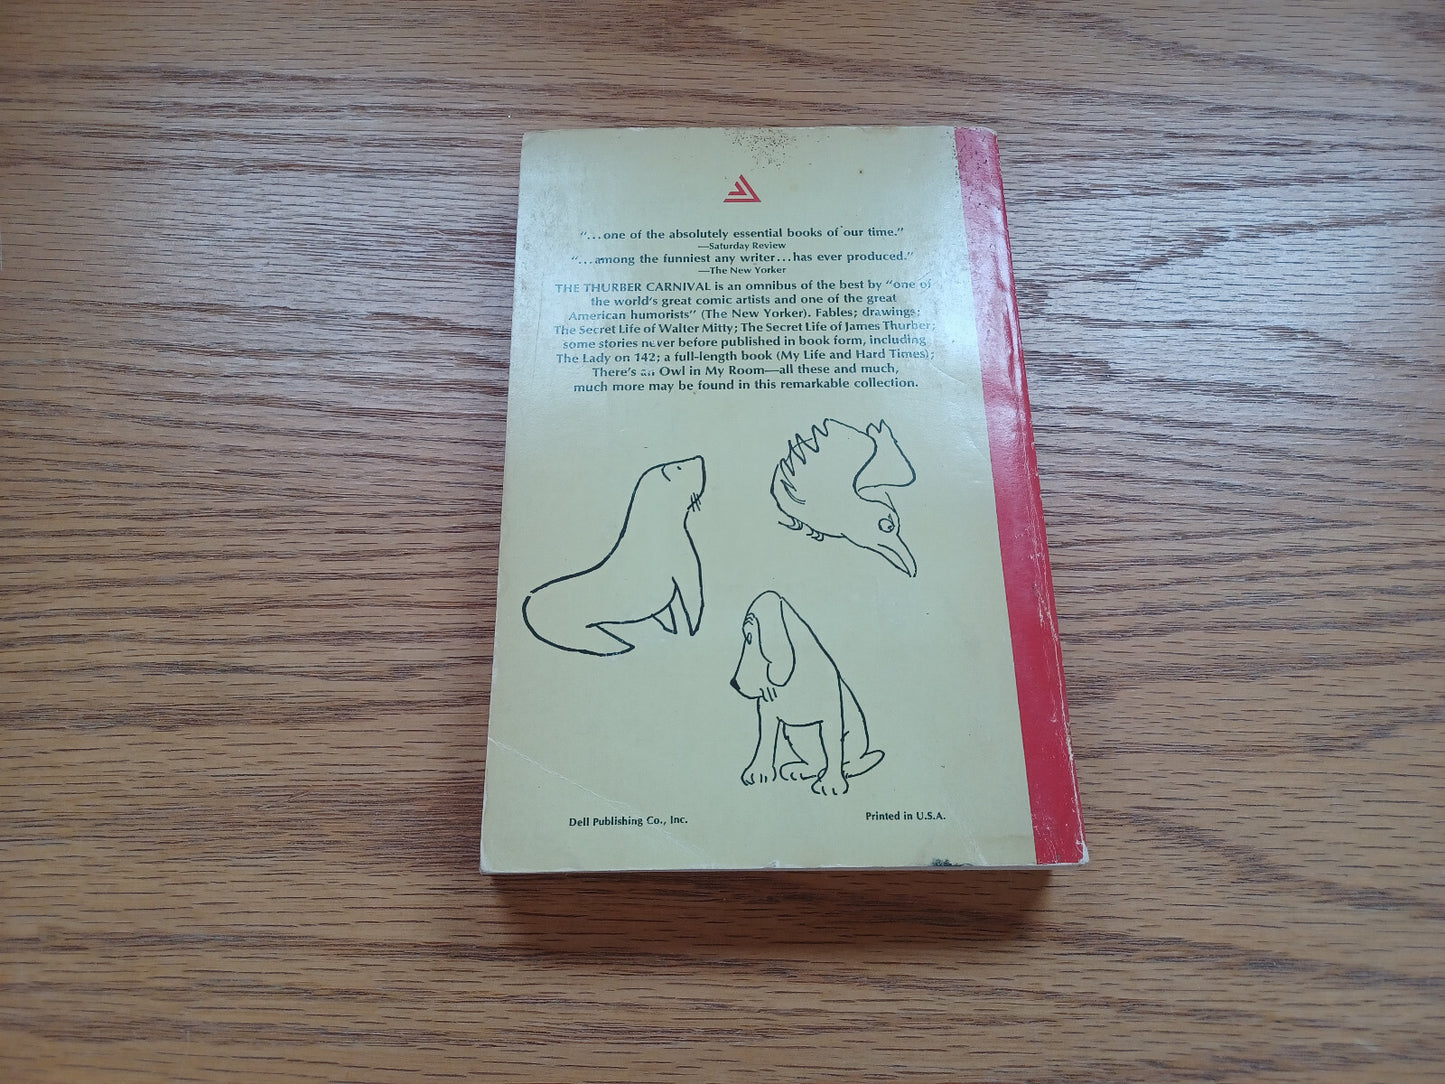 “...one of the absolutely essential books of our time.”
—Saturday Review
“...among the funniest any writer...has ever produced.”
—The New Yorker
THE THURBER CARNIVAL is an omnibus of the best by “one of
the world's great comic artists and one of the great
American humorists” (The New Yorker). Fables; drawings;
The Secret Life of Walter Mitty; The Secret Life of James Thurber;
some stories never before published in book form, including
The Lady on 142; a full-length book (My Life and Hard Times);
There's an Owl in My Room—all these and much,
much more may be found in this remarkable collection.
Dell Publishing Co., Inc.
Printed in U.S.A.